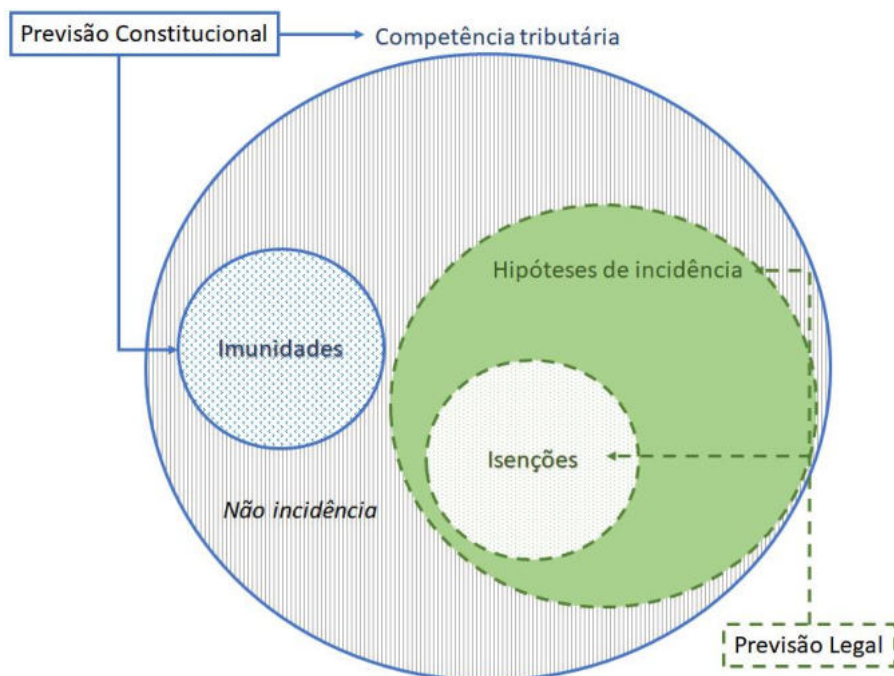 Previsão Constitucional
Competência tributária
Hipóteses de incidência
Imunidades
Isenções
Não incidência
Previsão Legal